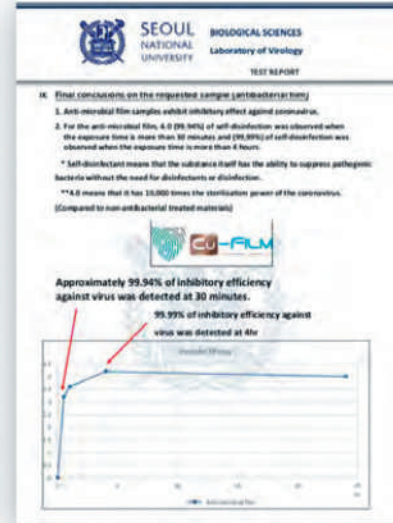 SEOUL
NATIONAL
UNIVERSITY
BIOLOGICAL SCIENCES
Laboratory of Virology
TEST REPORT
IX. Final conclusions on the requested sample (antibacterial film)
1. Anti-microbial film samples exhibit inhibitory effect against coronavirus.
2. For the anti-microbial film, 4.0 (99.94%) of self-disinfection was observed when
the exposure time is more than 30 minutes and (99,99%) of self-disinfection was
observed when the exposure time is more than 4 hours.
* Self-disinfectant means that the substance itself has the ability to suppress pathogenic
bacteria without the need for disinfectants or disinfection.
**4.0 means that it has 10,000 times the sterilization power of the coronavirus.
(Compared to non-antibacterial treated materials)
Cu-FILM
Approximately 99.94% of inhibitory efficiency
against virus was detected at 30 minutes.
99.99% of inhibitory efficiency against
virus was detected at 4hr